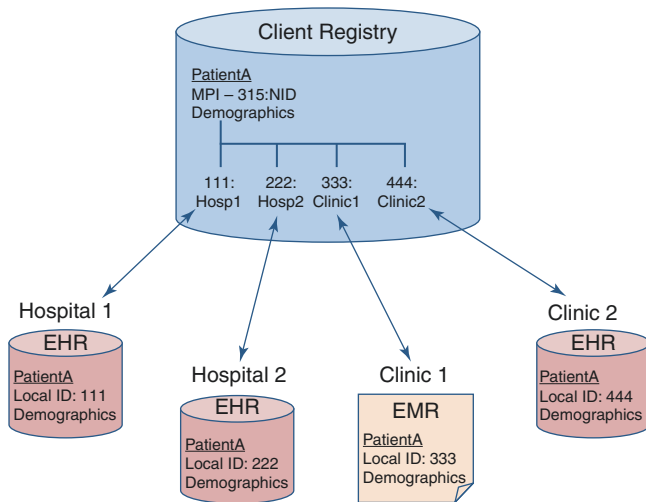 Client Registry
PatientA
MPI – 315:NID
Demographics
111:
Hosp1
222:
Hosp2
333:
Clinic1
444:
Clinic2
Hospital 1
EHR
PatientA
Local ID: 111
Demographics
Hospital 2
EHR
PatientA
Local ID: 222
Demographics
Clinic 1
EMR
PatientA
Local ID: 333
Demographics
Clinic 2
EHR
PatientA
Local ID: 444
Demographics